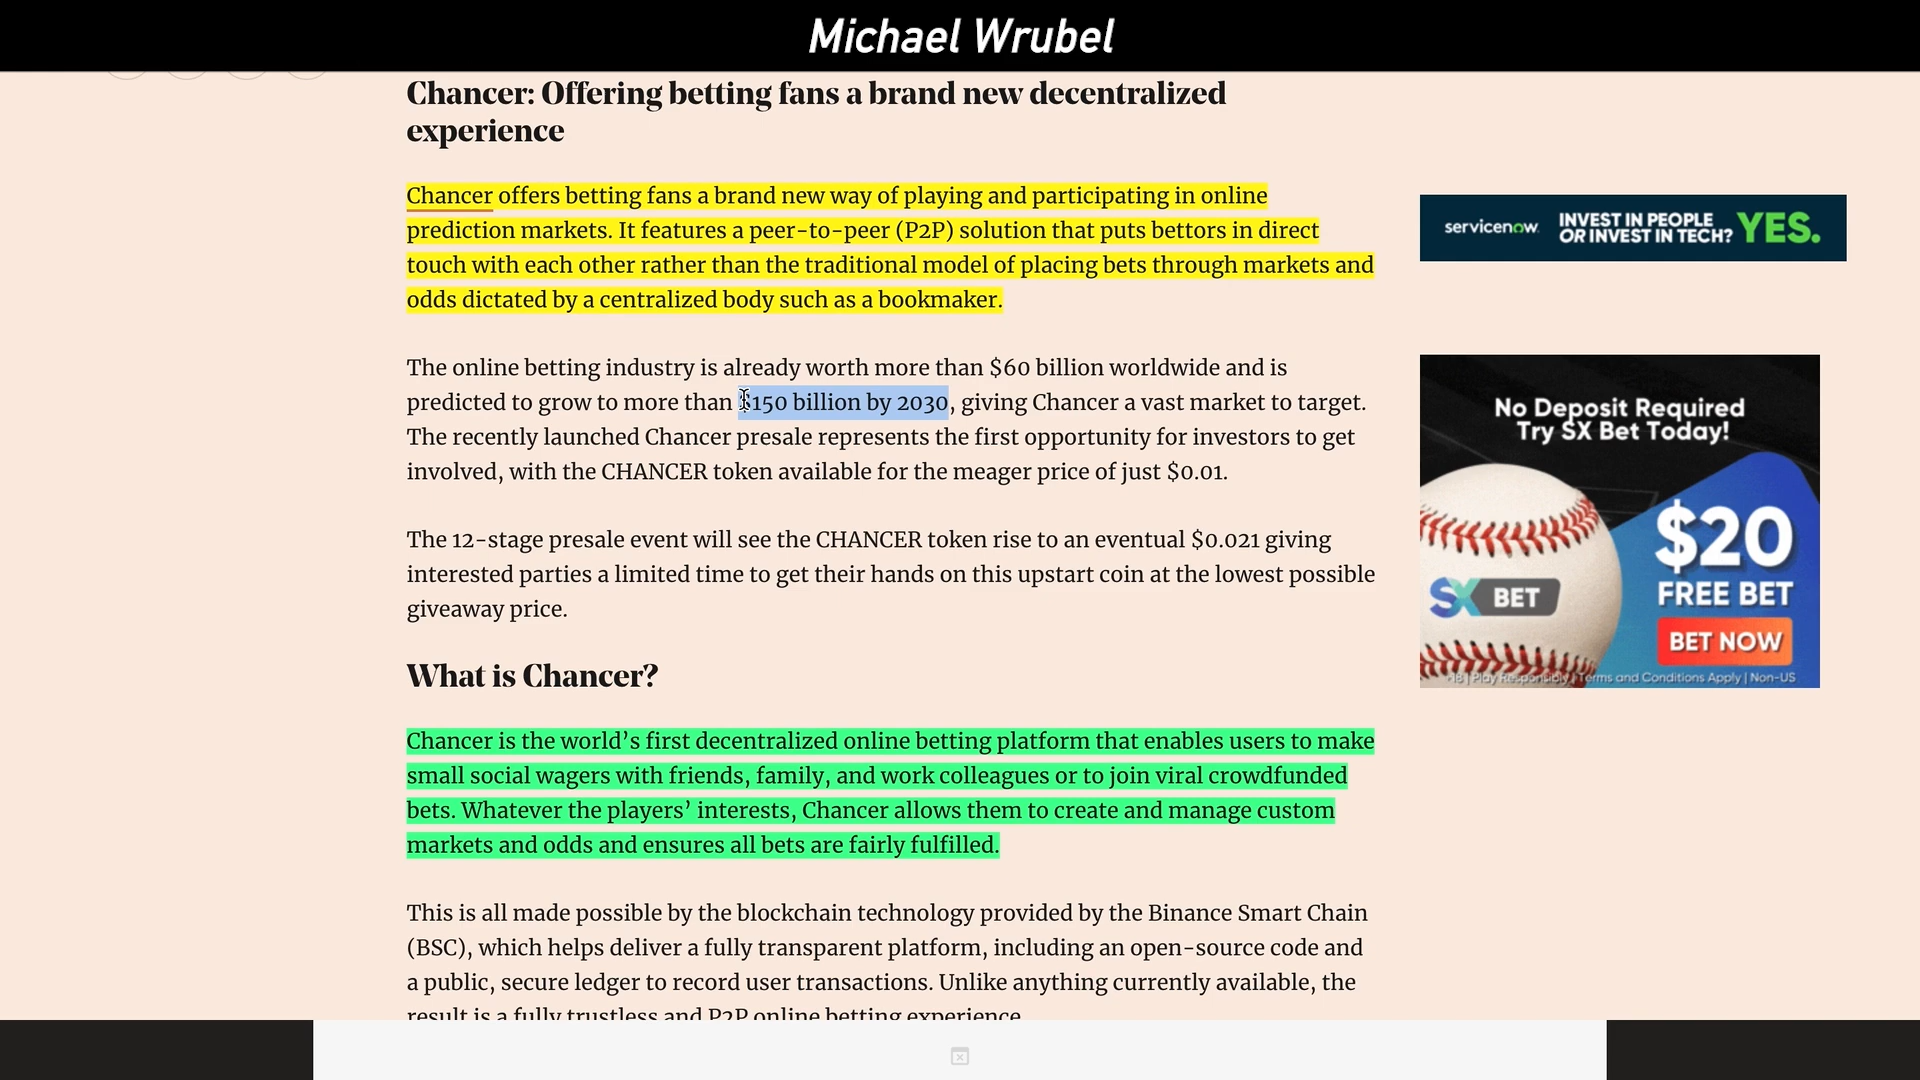 Michael Wrubel
Chancer: Offering betting fans a brand new decentralized
experience
Chancer offers betting fans a brand new way of playing and participating in online
prediction markets. It features a peer-to-peer (P2P) solution that puts bettors in direct
touch with each other rather than the traditional model of placing bets through markets and
odds dictated by a centralized body such as a bookmaker.
The online betting industry is already worth more than $60 billion worldwide and is
predicted to grow to more than $150 billion by 2030, giving Chancer a vast market to target.
The recently launched Chancer presale represents the first opportunity for investors to get
involved, with the CHANCER token available for the meager price of just $0.01.
The 12-stage presale event will see the CHANCER token rise to an eventual $0.021 giving
interested parties a limited time to get their hands on this upstart coin at the lowest possible
giveaway price.
What is Chancer?
Chancer is the world’s first decentralized online betting platform that enables users to make
small social wagers with friends, family, and work colleagues or to join viral crowdfunded
bets. Whatever the players’ interests, Chancer allows them to create and manage custom
markets and odds and ensures all bets are fairly fulfilled.
This is all made possible by the blockchain technology provided by the Binance Smart Chain
(BSC), which helps deliver a fully transparent platform, including an open-source code and
a public, secure ledger to record user transactions. Unlike anything currently available, the
result is a fully trustless and P2P online betting experience.
servicenow
INVEST IN PEOPLE
OR INVEST IN TECH?
YES.
No Deposit Required
Try SX Bet Today!
$20
FREE BET
SX BET
BET NOW
18 | Play Responsibly | Terms and Conditions Apply | Non-US